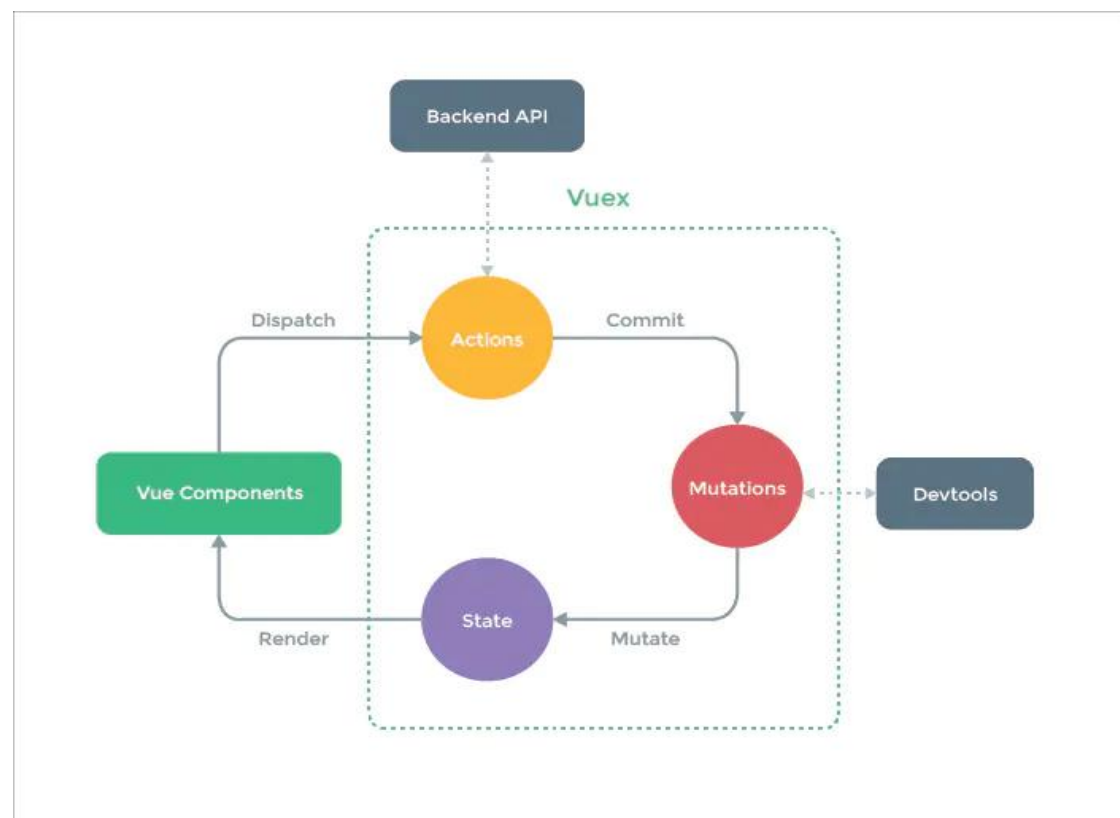 Backend API
Vuex
Dispatch
Actions
Commit
Vue Components
Mutations
Devtools
State
Render
Mutate